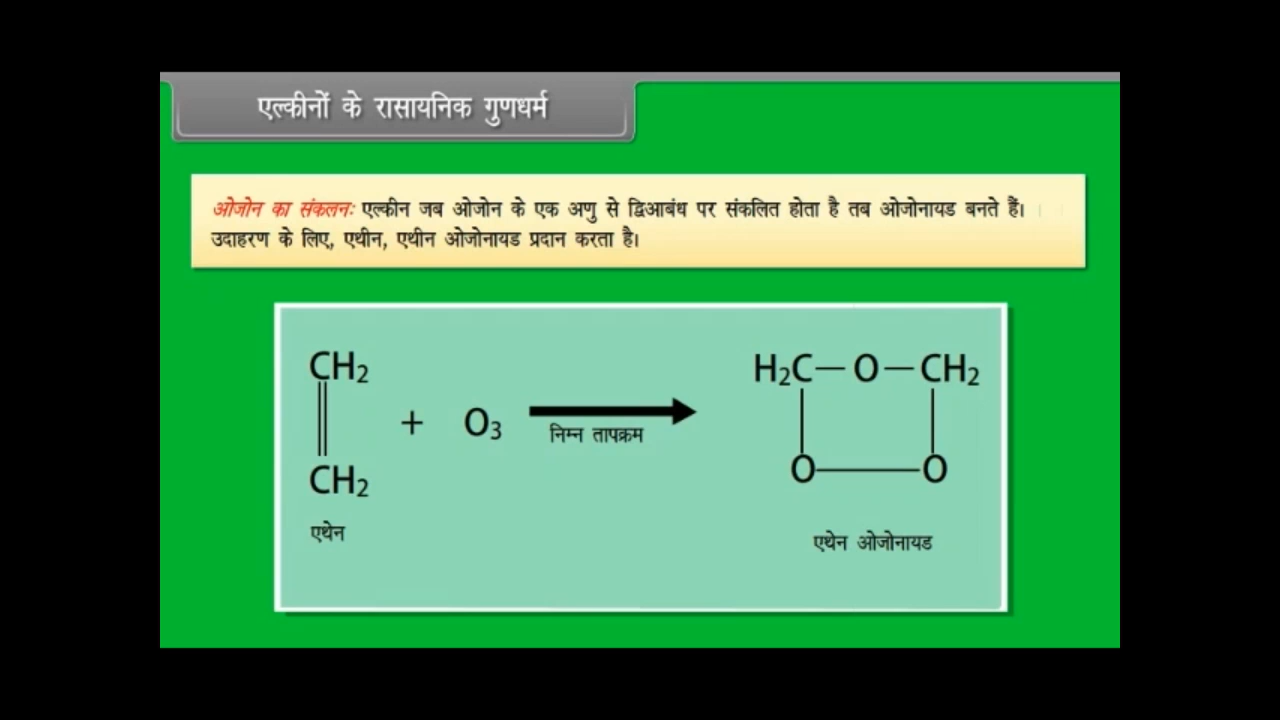 एल्कीनों के रासायनिक गुणधर्म
ओजोन का संकलनः एल्कीन जब ओजोन के एक अणु से द्विआबंध पर संकलित होता है तब ओजोनायड बनते हैं।
उदाहरण के लिए, एथीन, एथीन ओजोनायड प्रदान करता है।
CH₂
CH₂
एथेन
+ O₃
निम्न तापक्रम
H₂C — O — CH₂
O — O
एथेन ओजोनायड